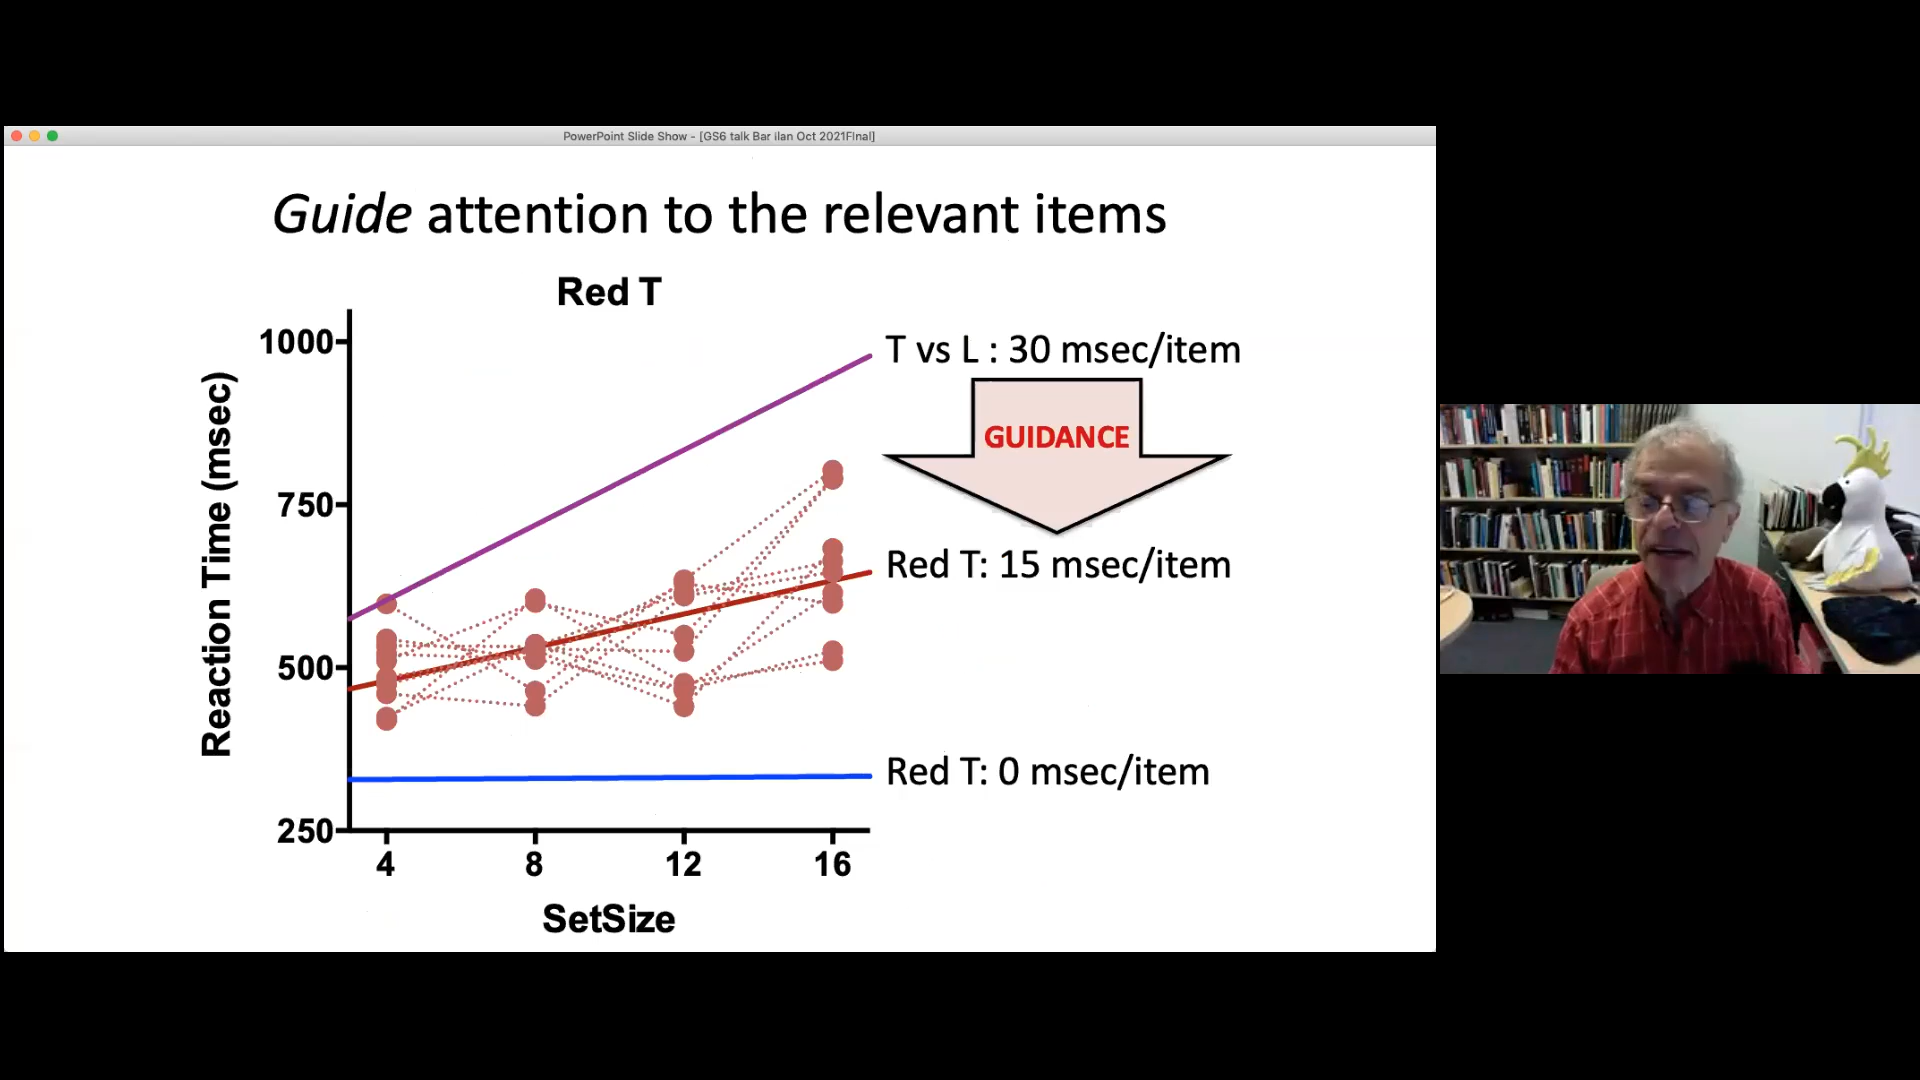 PowerPoint Slide Show - [GS6 talk Bar ilan Oct 2021FInal]
Guide attention to the relevant items
Red T
1000
750
500
250
Reaction Time (msec)
4 8 12 16
SetSize
T vs L : 30 msec/item
GUIDANCE
Red T: 15 msec/item
Red T: 0 msec/item